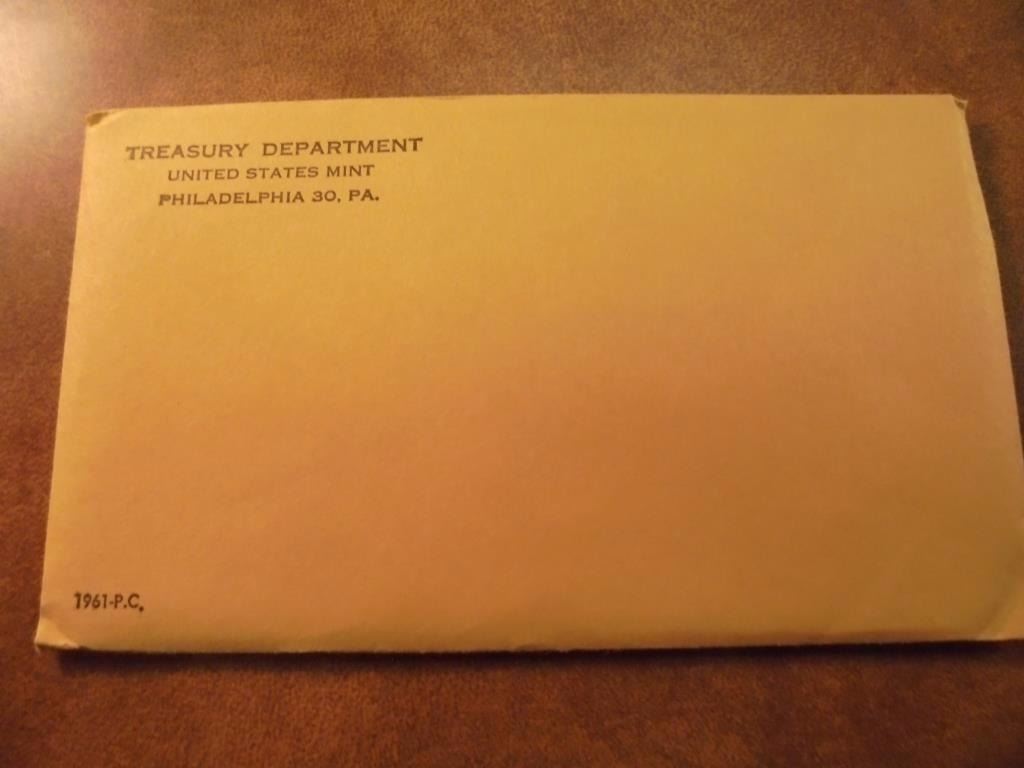 TREASURY DEPARTMENT
UNITED STATES MINT
PHILADELPHIA 30, PA.
1961-P.C.